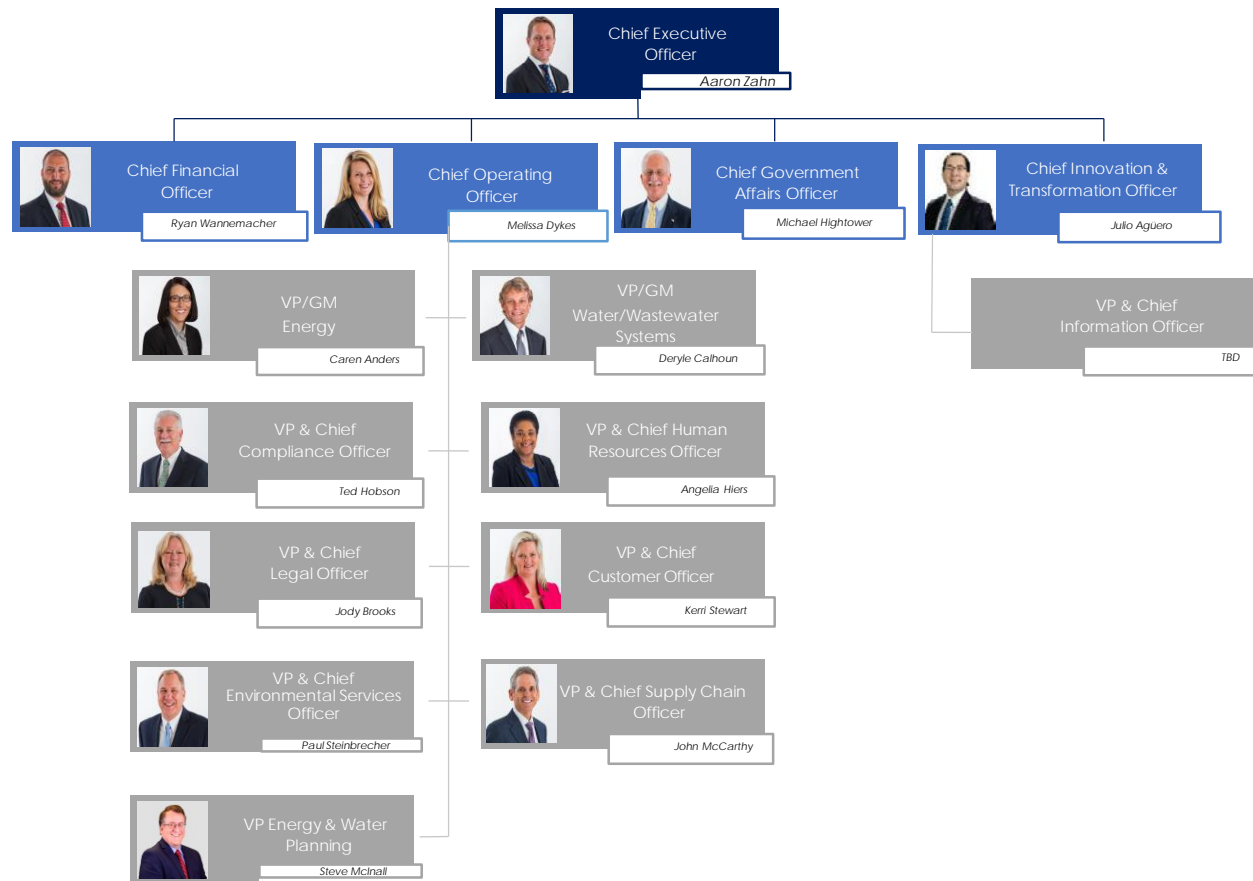 Chief Executive
Officer
Aaron Zahn
Chief Financial
Officer
Ryan Wannemacher
Chief Operating
Officer
Melissa Dykes
Chief Government
Affairs Officer
Michael Hightower
Chief Innovation &
Transformation Officer
Julio Agüero
VP/GM
Energy
Caren Anders
VP/GM
Water/Wastewater
Systems
Deryle Calhoun
VP & Chief
Information Officer
TBD
VP & Chief
Compliance Officer
Ted Hobson
VP & Chief Human
Resources Officer
Angelia Hiers
VP & Chief
Legal Officer
Jody Brooks
VP & Chief
Customer Officer
Kerri Stewart
VP & Chief
Environmental Services
Officer
Paul Steinbrecher
VP & Chief Supply Chain
Officer
John McCarthy
VP Energy & Water
Planning
Steve McInall